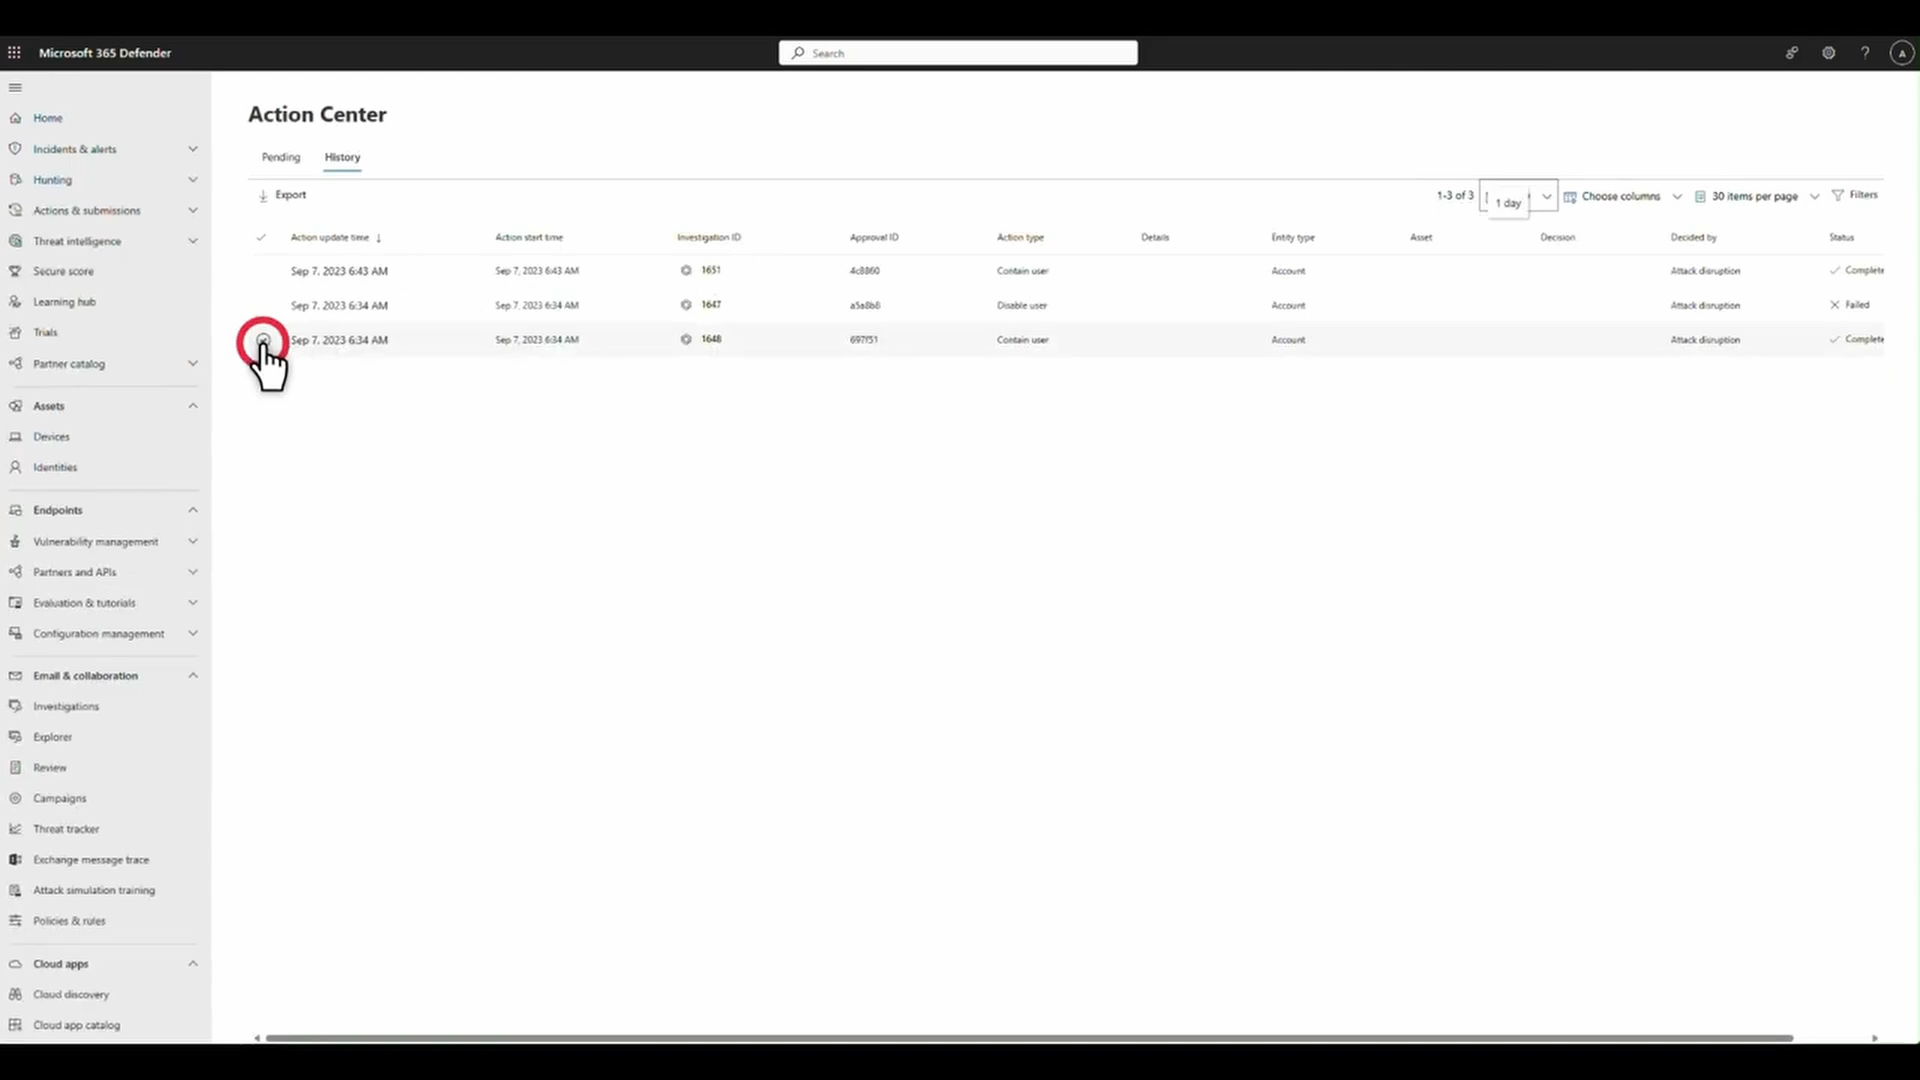 Microsoft 365 Defender
Search
A
Home
Incidents & alerts
Hunting
Actions & submissions
Threat intelligence
Secure score
Learning hub
Trials
Partner catalog
Assets
Devices
Identities
Endpoints
Vulnerability management
Partners and APIs
Evaluation & tutorials
Configuration management
Email & collaboration
Investigations
Explorer
Review
Campaigns
Threat tracker
Exchange message trace
Attack simulation training
Policies & rules
Cloud apps
Cloud discovery
Cloud app catalog
Action Center
Pending History
Export 1-3 of 3 1 day Choose columns 30 items per page Filters
Action update time Action start time Investigation ID Approval ID Action type Details Entity type Asset Decision Decided by Status
Sep 7, 2023 6:43 AM Sep 7, 2023 6:43 AM 1651 4c8860 Contain user Account Attack disruption Complete
Sep 7, 2023 6:34 AM Sep 7, 2023 6:34 AM 1647 a5a8b8 Disable user Account Attack disruption Failed
Sep 7, 2023 6:34 AM Sep 7, 2023 6:34 AM 1648 697f51 Contain user Account Attack disruption Complete